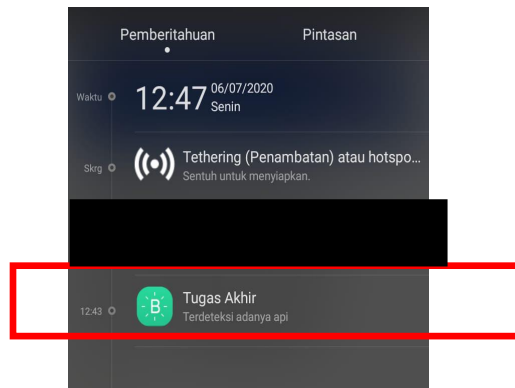 Pemberitahuan Pintasan
Waktu 12:47 06/07/2020
Senin
Skrg Tethering (Penambatan) atau hotspo...
Sentuh untuk menyiapkan.
12:43 B Tugas Akhir
Terdeteksi adanya api